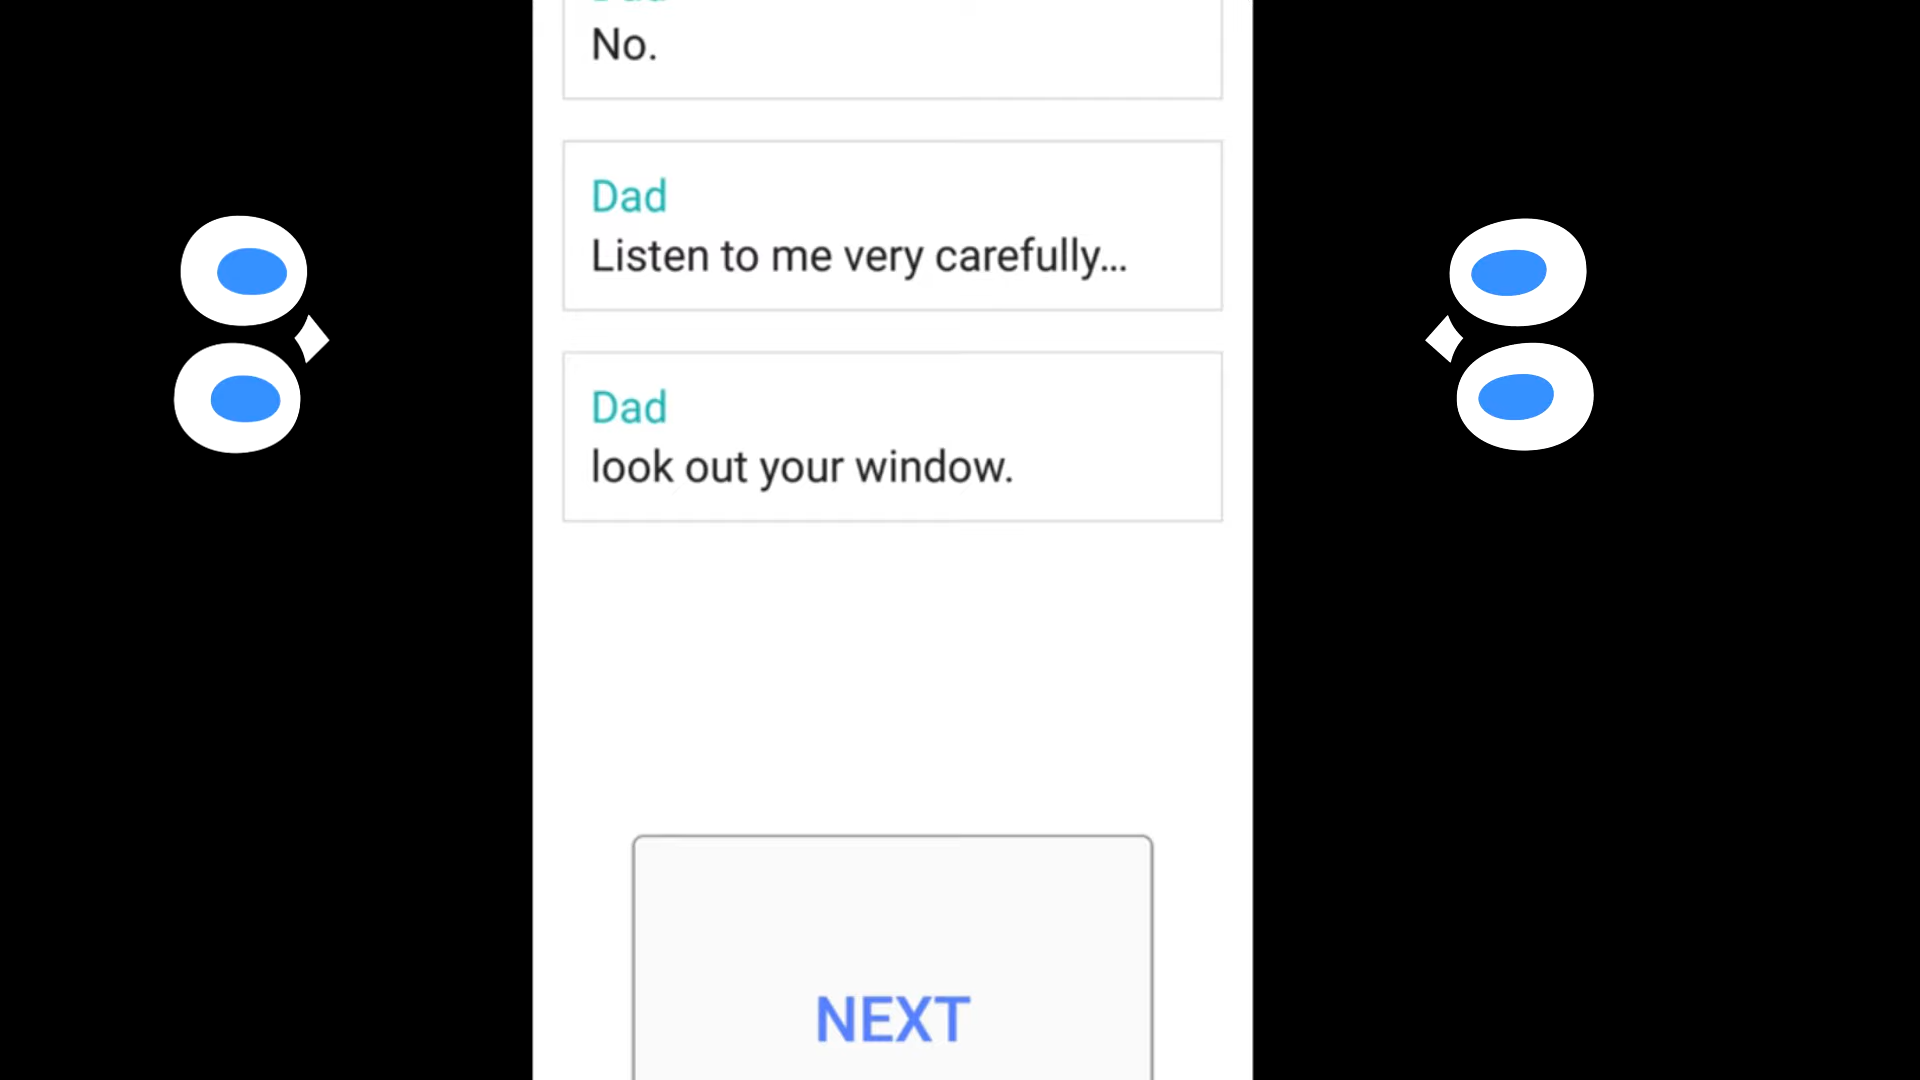 No.
Dad
Listen to me very carefully...
Dad
look out your window.
NEXT